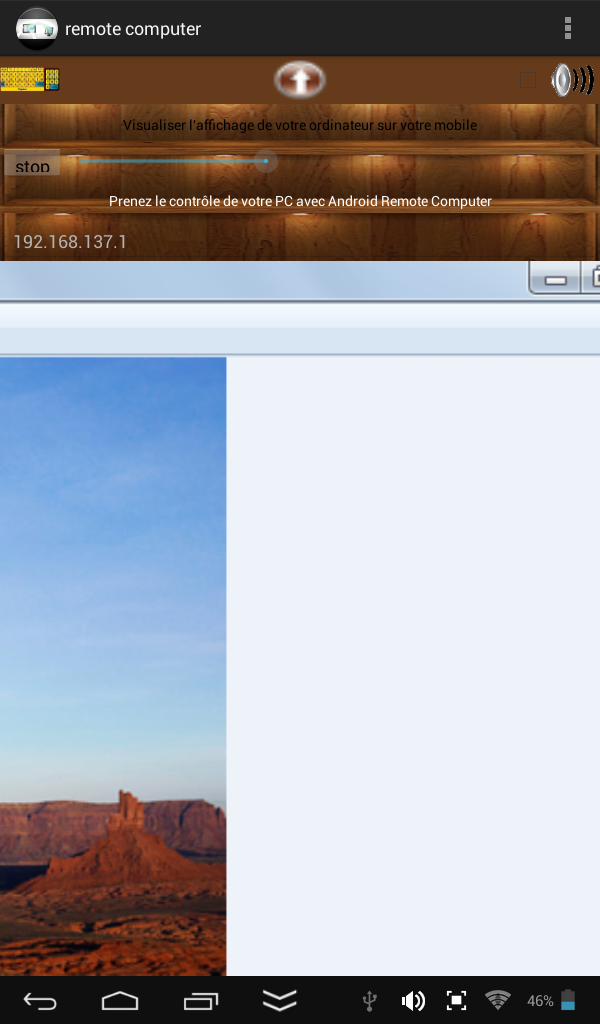 remote computer
Visualiser l'affichage de votre ordinateur sur votre mobile
stop
Prenez le contrôle de votre PC avec Android Remote Computer
192.168.137.1
46%